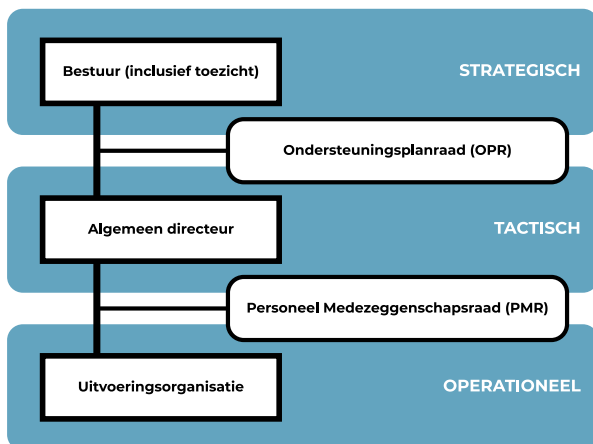 Bestuur (inclusief toezicht)
STRATEGISCH
Ondersteuningsplanraad (OPR)
Algemeen directeur
TACTISCH
Personeel Medezeggenschapsraad (PMR)
Uitvoeringsorganisatie
OPERATIONEEL